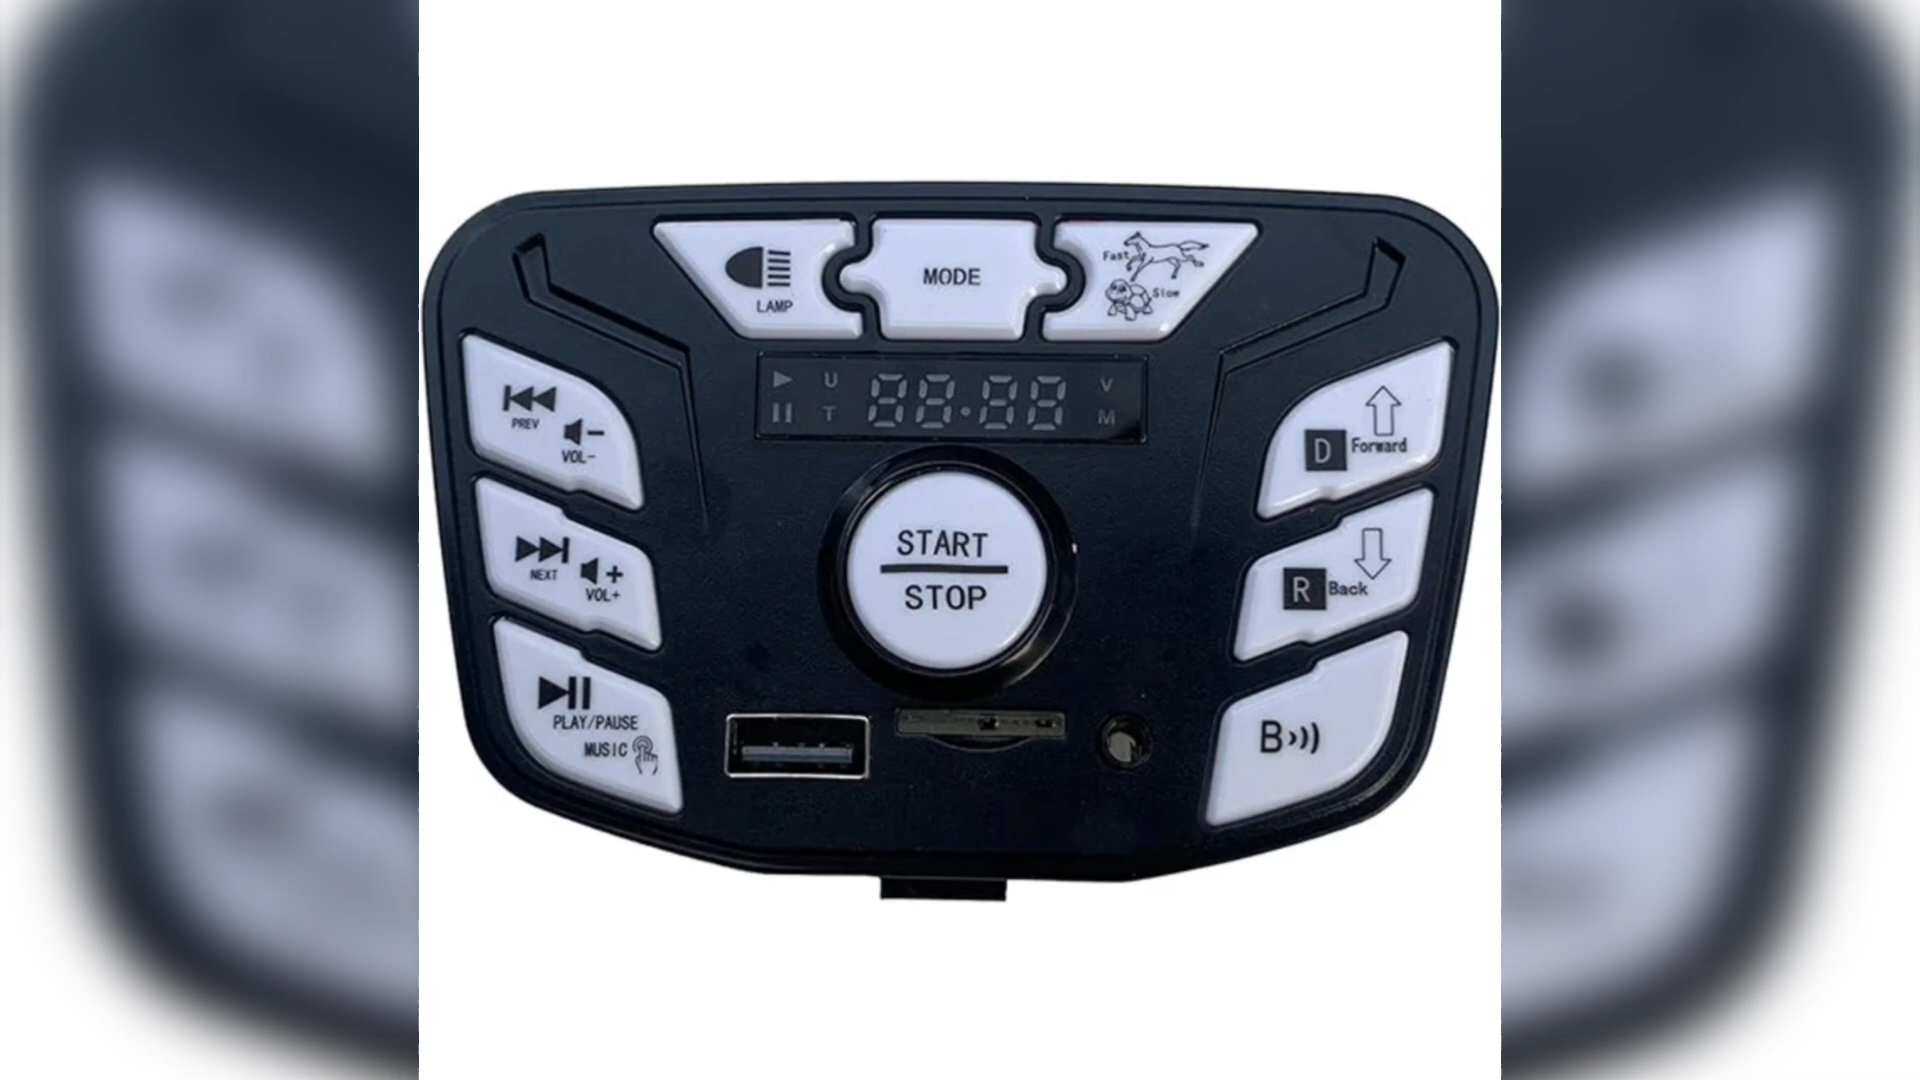 LAMP
MODE
Fast
Slow
PREV
VOL-
U
88:88
V
T
M
D Forward
NEXT
VOL+
START
STOP
R Back
PLAY/PAUSE
MUSIC
B